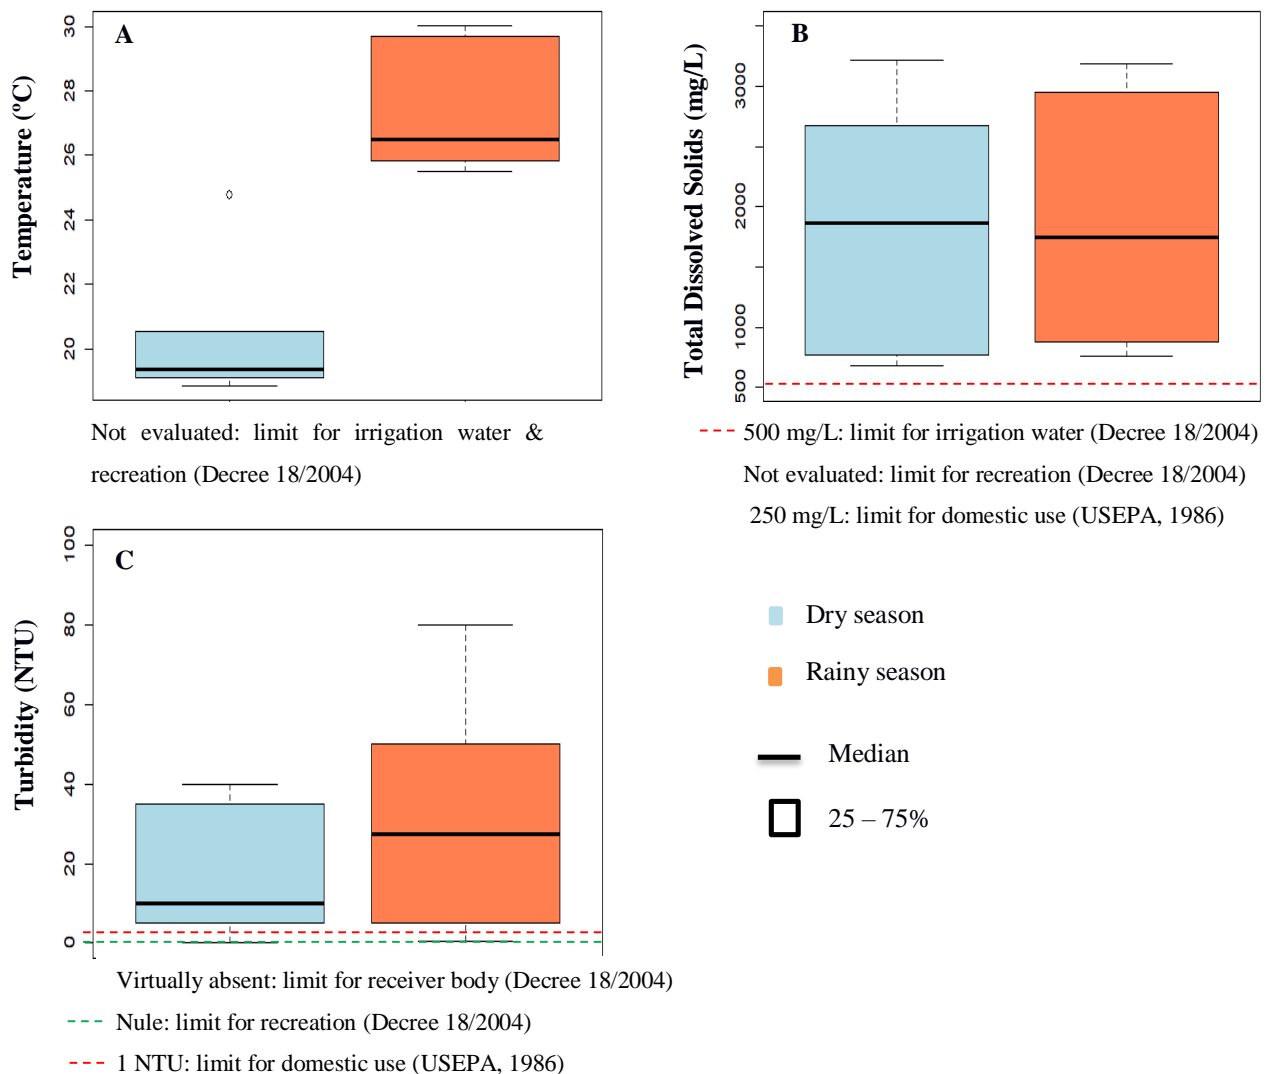 A
Temperature (ºC)
30
28
26
24
22
20
Not evaluated: limit for irrigation water &
recreation (Decree 18/2004)
B
Total Dissolved Solids (mg/L)
3000
2000
1000
500
500 mg/L: limit for irrigation water (Decree 18/2004)
Not evaluated: limit for recreation (Decree 18/2004)
250 mg/L: limit for domestic use (USEPA, 1986)
C
Turbidity (NTU)
100
80
60
40
20
0
Virtually absent: limit for receiver body (Decree 18/2004)
Nule: limit for recreation (Decree 18/2004)
1 NTU: limit for domestic use (USEPA, 1986)
Dry season
Rainy season
Median
25 – 75%